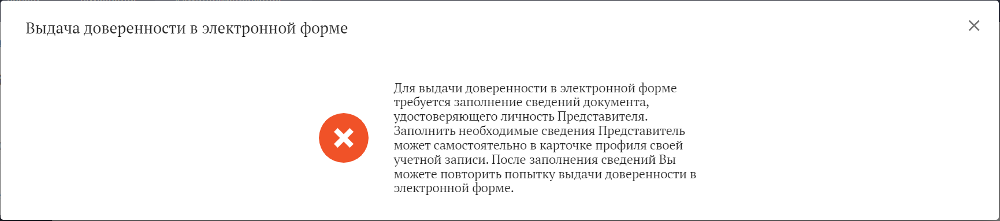 Выдача доверенности в электронной форме
Для выдачи доверенности в электронной форме
требуется заполнение сведений документа,
удостоверяющего личность Представителя.
Заполнить необходимые сведения Представитель
может самостоятельно в карточке профиля своей
учетной записи. После заполнения сведений Вы
можете повторить попытку выдачи доверенности в
электронной форме.